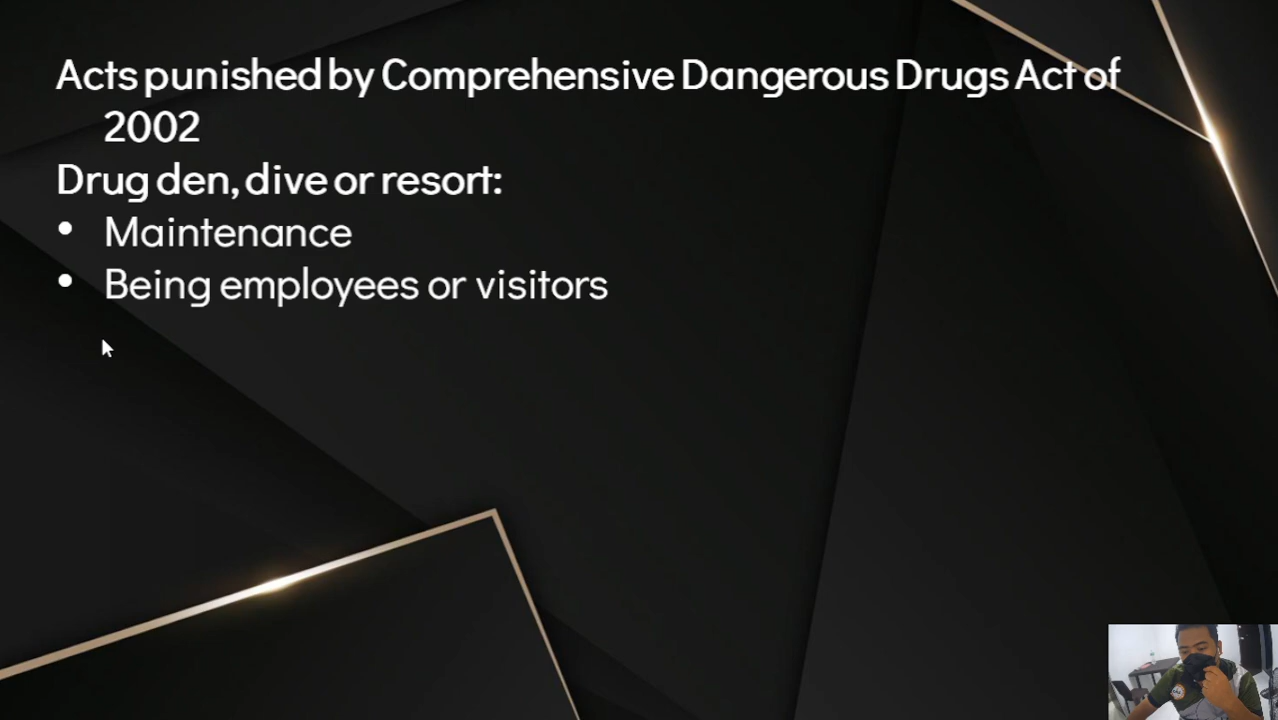 Acts punished by Comprehensive Dangerous Drugs Act of
2002
Drug den, dive or resort:
• Maintenance
• Being employees or visitors